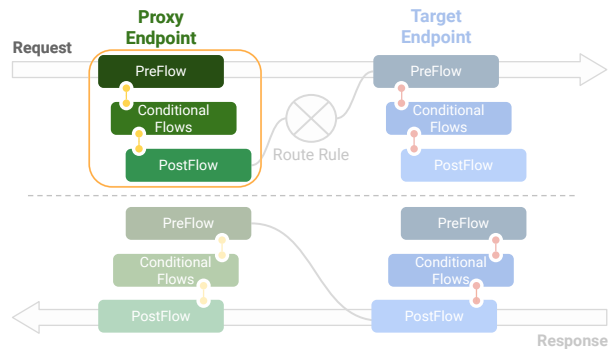 Proxy
Endpoint
Target
Endpoint
Request
PreFlow
PreFlow
Conditional
Flows
Conditional
Flows
PostFlow
Route Rule
PostFlow
PreFlow
PreFlow
Conditional
Flows
Conditional
Flows
PostFlow
PostFlow
Response